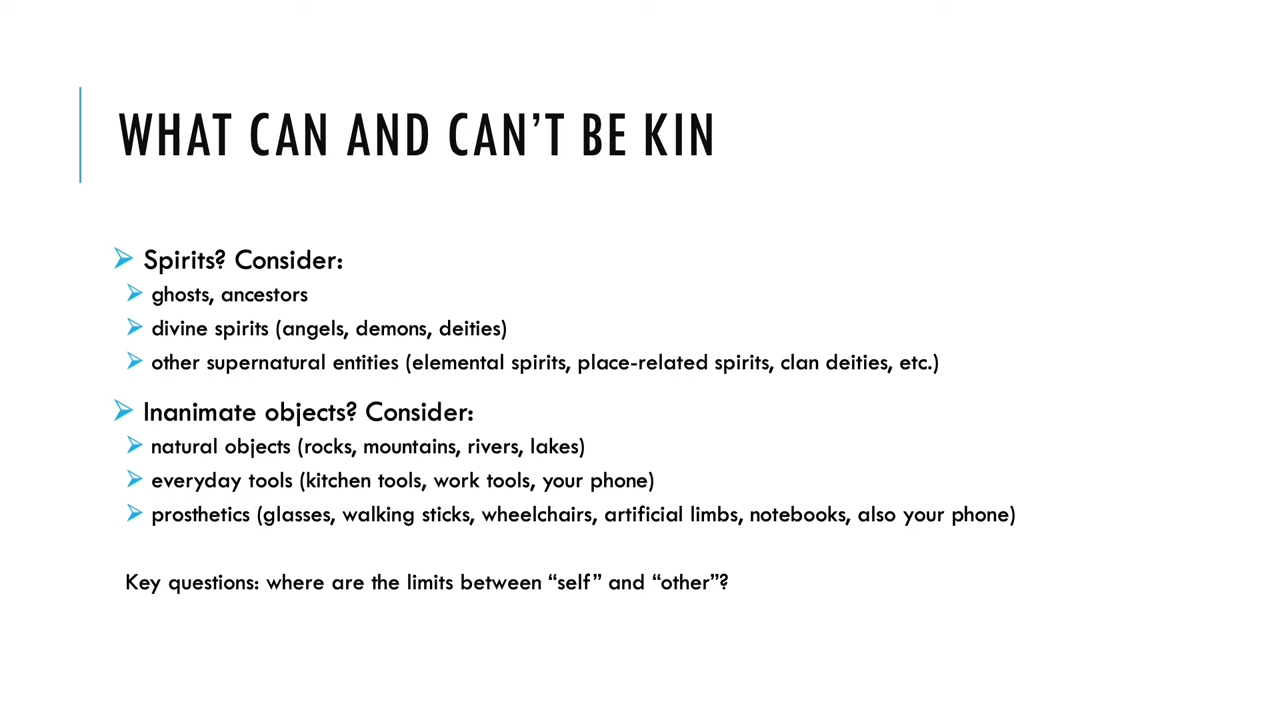 WHAT CAN AND CAN’T BE KIN
Spirits? Consider:
ghosts, ancestors
divine spirits (angels, demons, deities)
other supernatural entities (elemental spirits, place-related spirits, clan deities, etc.)
Inanimate objects? Consider:
natural objects (rocks, mountains, rivers, lakes)
everyday tools (kitchen tools, work tools, your phone)
prosthetics (glasses, walking sticks, wheelchairs, artificial limbs, notebooks, also your phone)
Key questions: where are the limits between “self” and “other”?